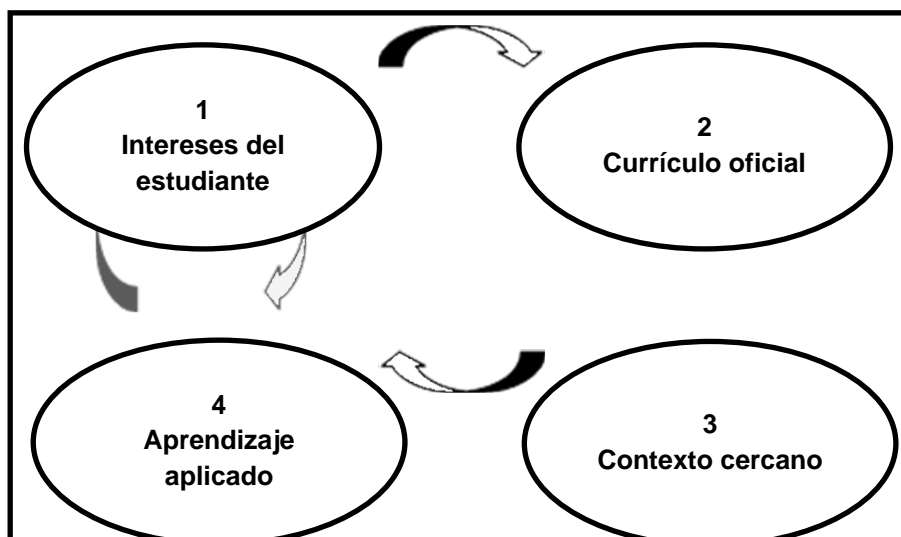 1
Intereses del
estudiante
2
Currículo oficial
4
Aprendizaje
aplicado
3
Contexto cercano